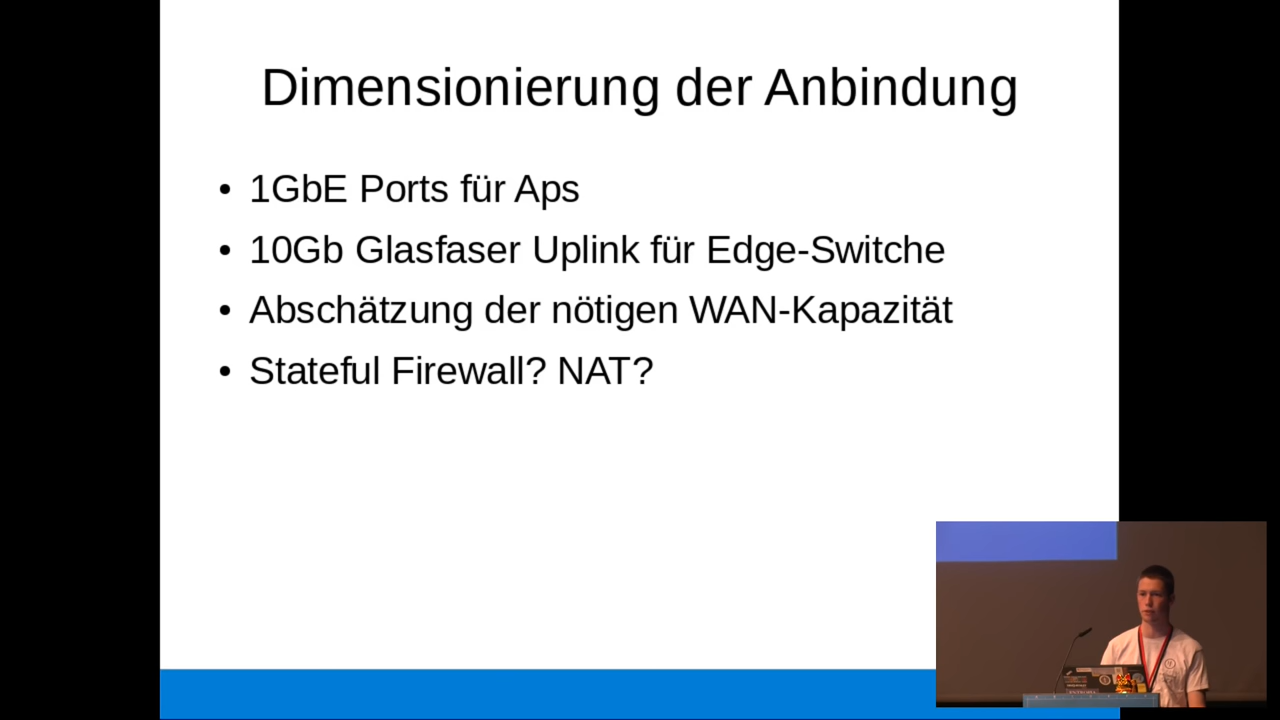 Dimensionierung der Anbindung
• 1GbE Ports für Aps
• 10Gb Glasfaser Uplink für Edge-Switche
• Abschätzung der nötigen WAN-Kapazität
• Stateful Firewall? NAT?